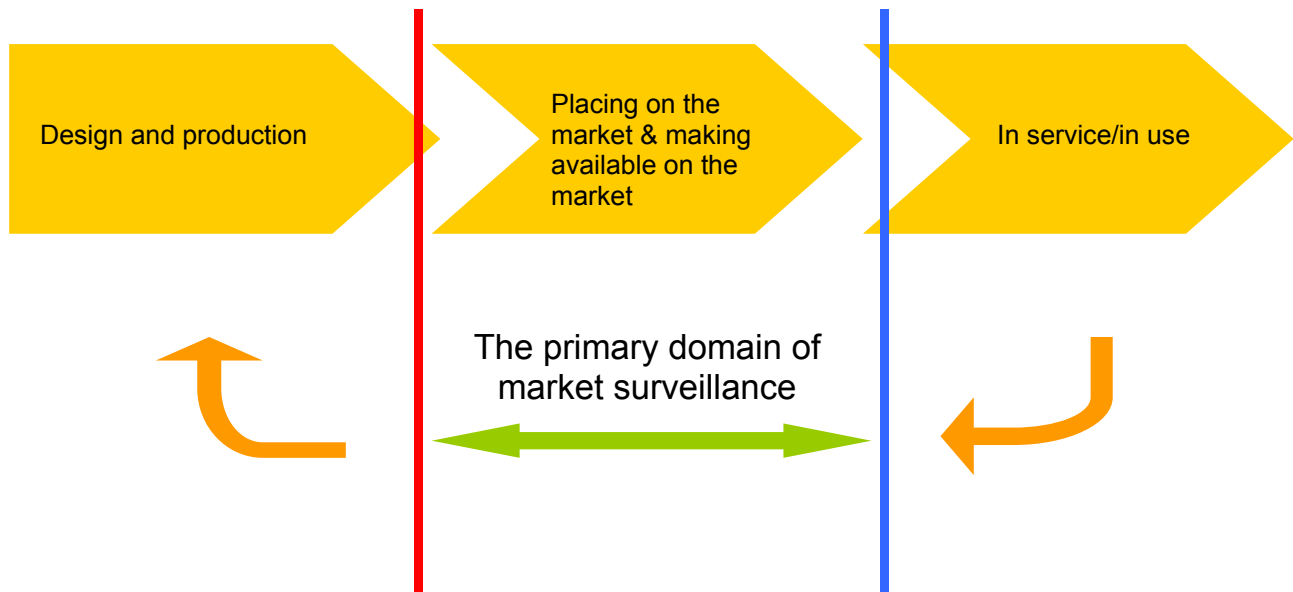 Design and production
Placing on the
market & making
available on the
market
In service/in use
The primary domain of
market surveillance